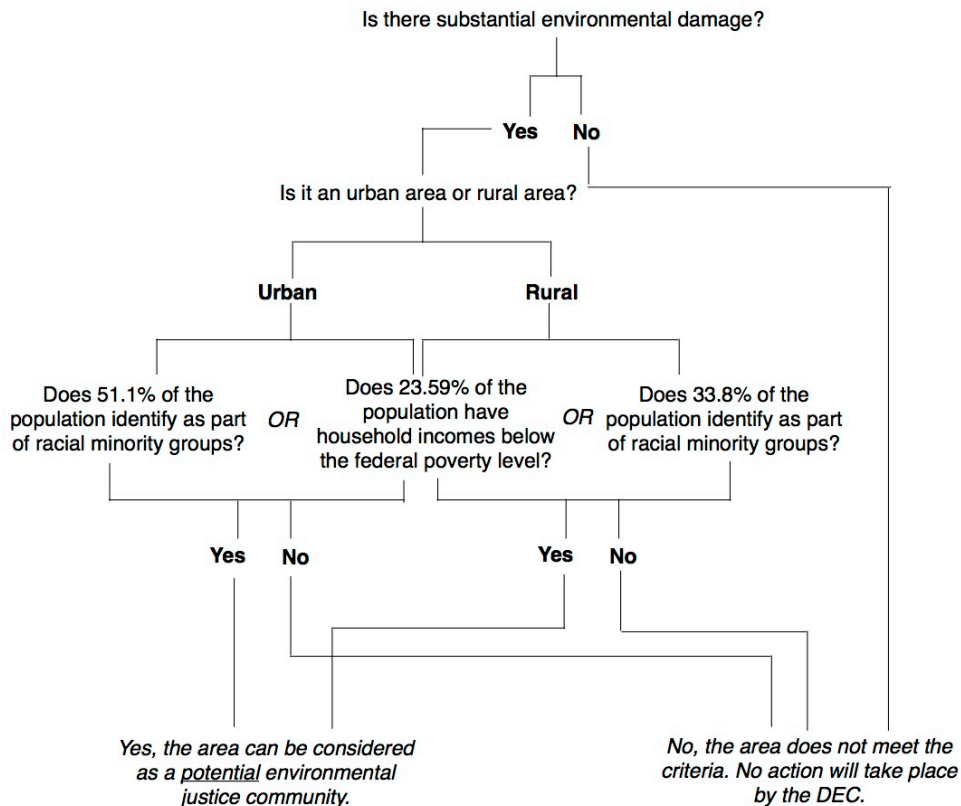 Is there substantial environmental damage?
Yes No
Is it an urban area or rural area?
Urban Rural
Does 51.1% of the
population identify as part
of racial minority groups?
OR
Does 23.59% of the
population have
household incomes below
the federal poverty level?
OR
Does 33.8% of the
population identify as part
of racial minority groups?
Yes No
Yes No
Yes, the area can be considered
as a potential environmental
justice community.
No, the area does not meet the
criteria. No action will take place
by the DEC.